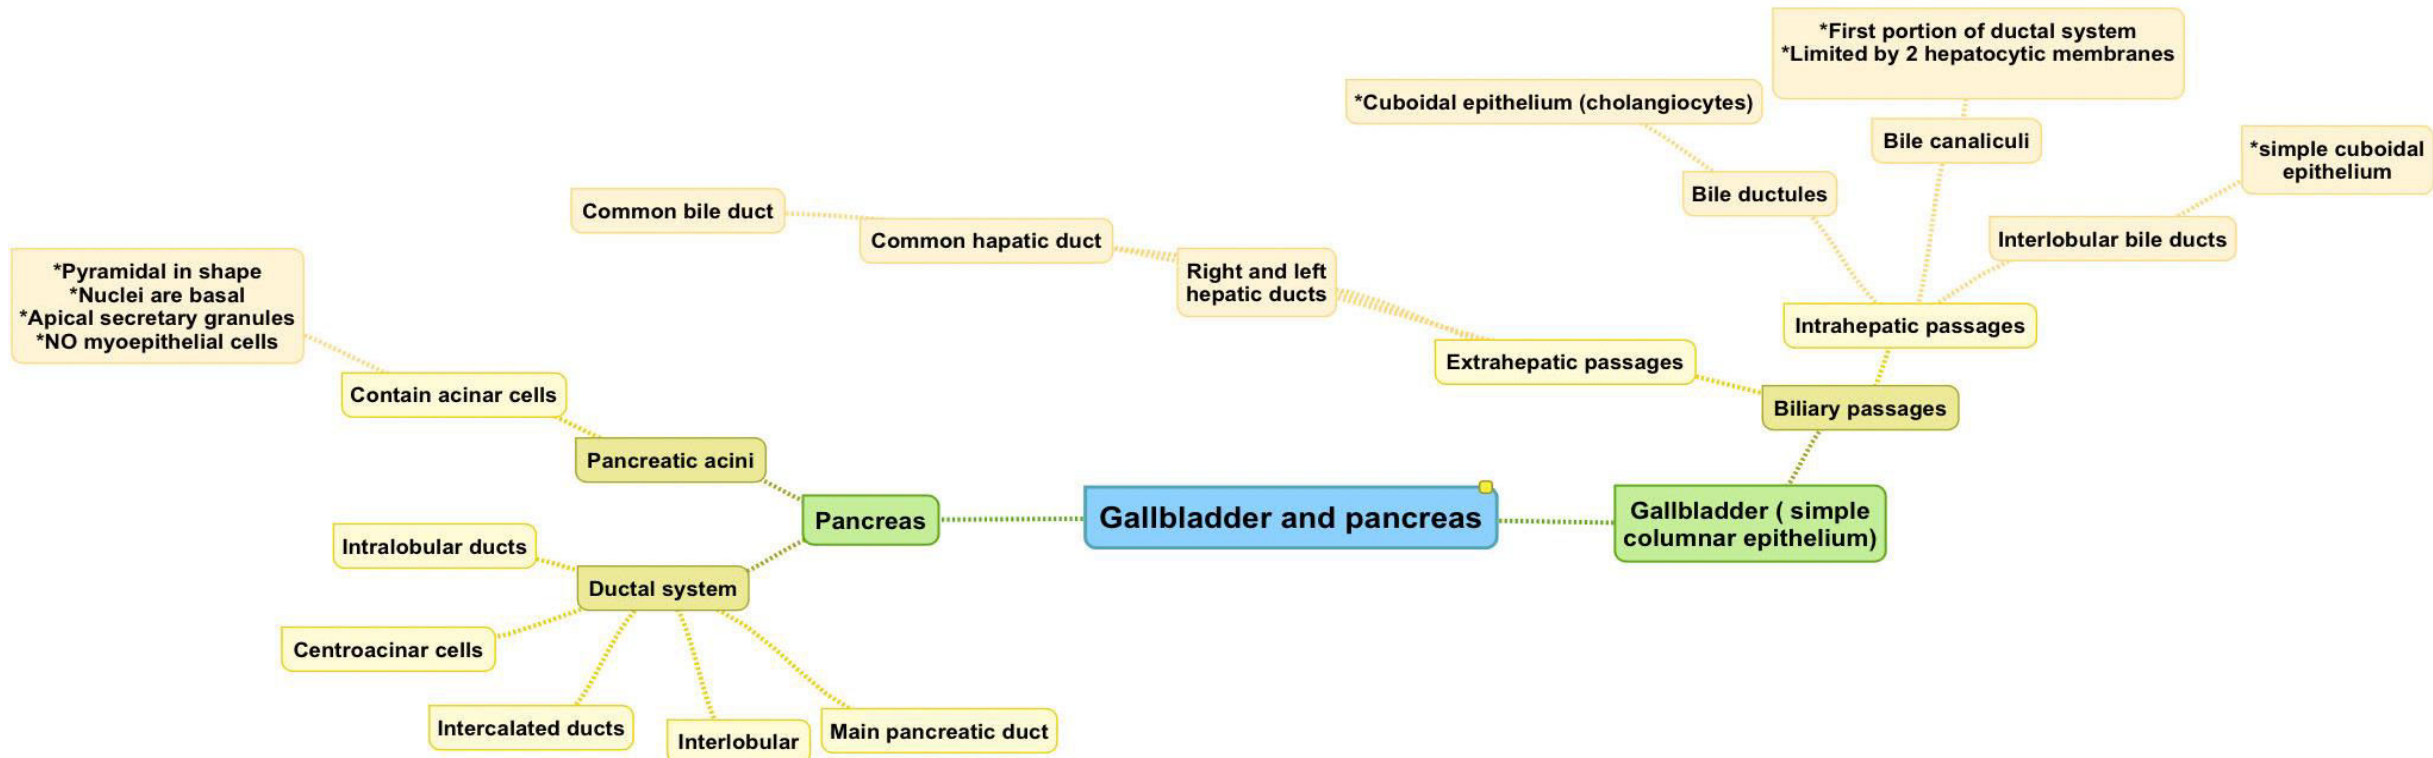 *First portion of ductal system
*Limited by 2 hepatocytic membranes
*Cuboidal epithelium (cholangiocytes)
Bile canaliculi
*simple cuboidal
epithelium
Bile ductules
Common bile duct
Common hapatic duct
Interlobular bile ducts
Right and left
hepatic ducts
*Pyramidal in shape
*Nuclei are basal
*Apical secretary granules
*NO myoepithelial cells
Intrahepatic passages
Extrahepatic passages
Contain acinar cells
Biliary passages
Pancreatic acini
Pancreas
Gallbladder and pancreas
Gallbladder ( simple
columnar epithelium)
Intralobular ducts
Ductal system
Centroacinar cells
Intercalated ducts
Interlobular
Main pancreatic duct